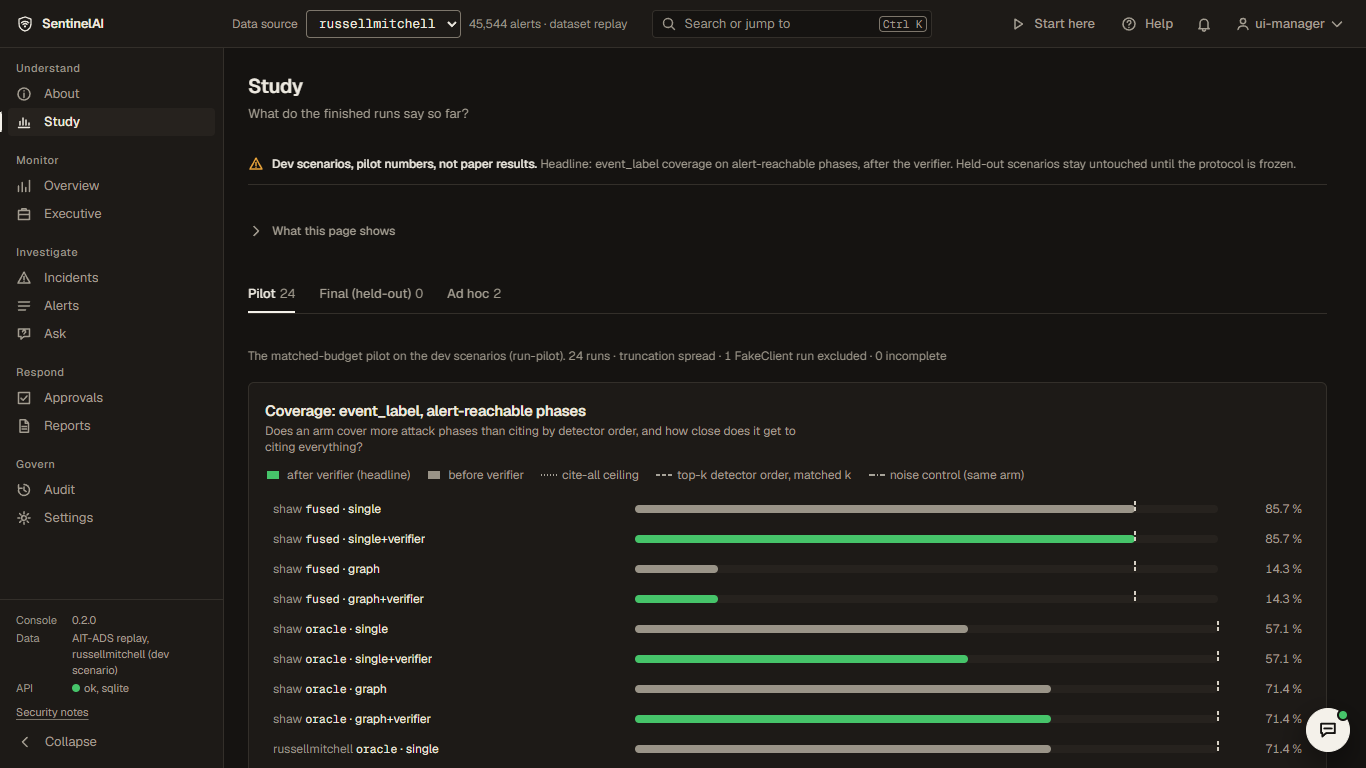 SentinelAI
Data source russellmitchell 45,544 alerts · dataset replay
Search or jump to Ctrl K
Start here
Help
ui-manager
Understand
About
Study
Monitor
Overview
Executive
Investigate
Incidents
Alerts
Ask
Respond
Approvals
Reports
Govern
Audit
Settings
Console 0.2.0
Data AIT-ADS replay,
russellmitchell (dev
scenario)
API ok, sqlite
Security notes
Collapse
Study
What do the finished runs say so far?
Dev scenarios, pilot numbers, not paper results. Headline: event_label coverage on alert-reachable phases, after the verifier. Held-out scenarios stay untouched until the protocol is frozen.
What this page shows
Pilot 24 Final (held-out) 0 Ad hoc 2
The matched-budget pilot on the dev scenarios (run-pilot). 24 runs · truncation spread · 1 FakeClient run excluded · 0 incomplete
Coverage: event_label, alert-reachable phases
Does an arm cover more attack phases than citing by detector order, and how close does it get to
citing everything?
after verifier (headline) before verifier cite-all ceiling top-k detector order, matched k noise control (same arm)
shaw fused · single 85.7 %
shaw fused · single+verifier 85.7 %
shaw fused · graph 14.3 %
shaw fused · graph+verifier 14.3 %
shaw oracle · single 57.1 %
shaw oracle · single+verifier 57.1 %
shaw oracle · graph 71.4 %
shaw oracle · graph+verifier 71.4 %
russellmitchell oracle · single 71.4 %